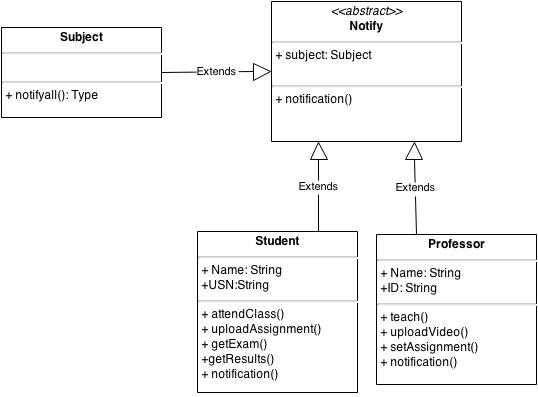 Subject
+ notifyall(): Type
Extends
<<abstract>>
Notify
+ subject: Subject
+ notification()
Extends
Extends
Student
+ Name: String
+USN:String
+ attendClass()
+ uploadAssignment()
+ getExam()
+getResults()
+ notification()
Professor
+ Name: String
+ID: String
+ teach()
+ uploadVideo()
+ setAssignment()
+ notification()